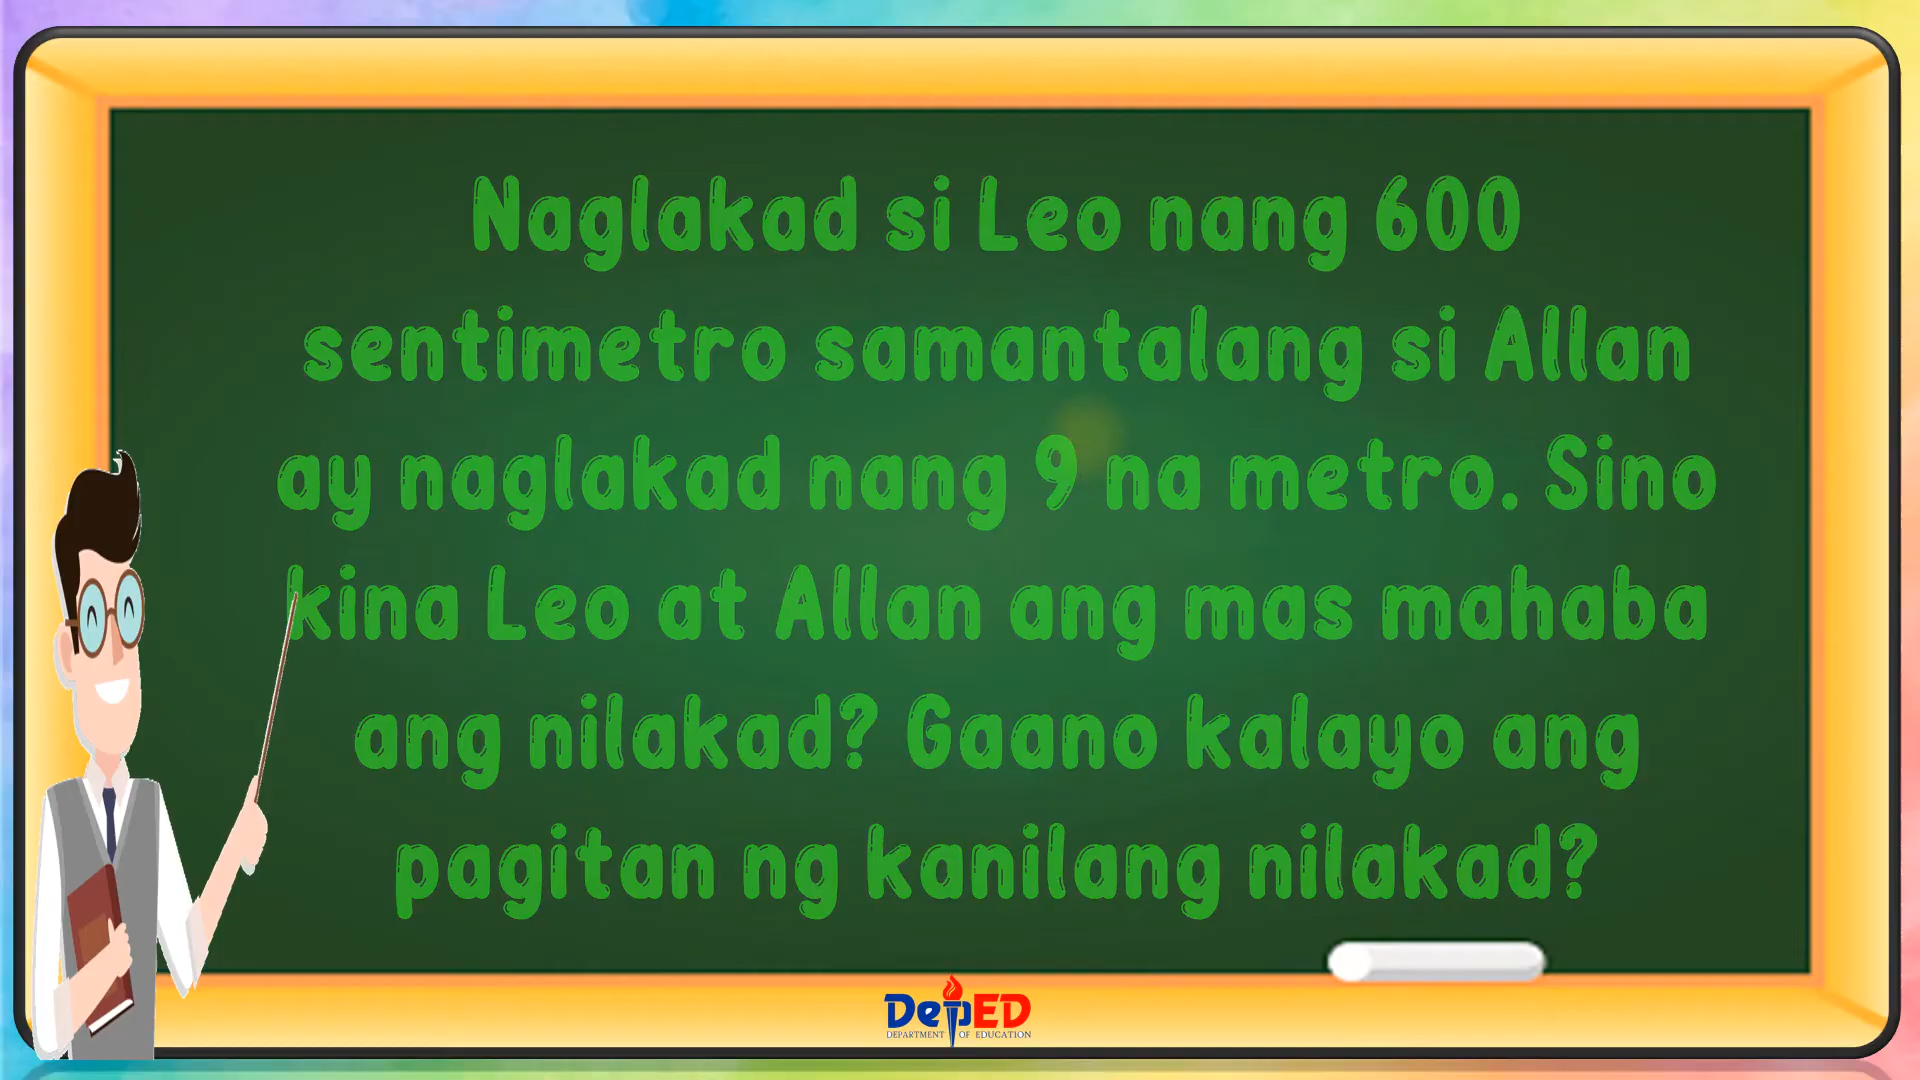 Naglakad si Leo nang 600
sentimetro samantalang si Allan
ay naglakad nang 9 na metro. Sino
kina Leo at Allan ang mas mahaba
ang nilakad? Gaano kalayo ang
pagitan ng kanilang nilakad?
DepED
DEPARTMENT OF EDUCATION